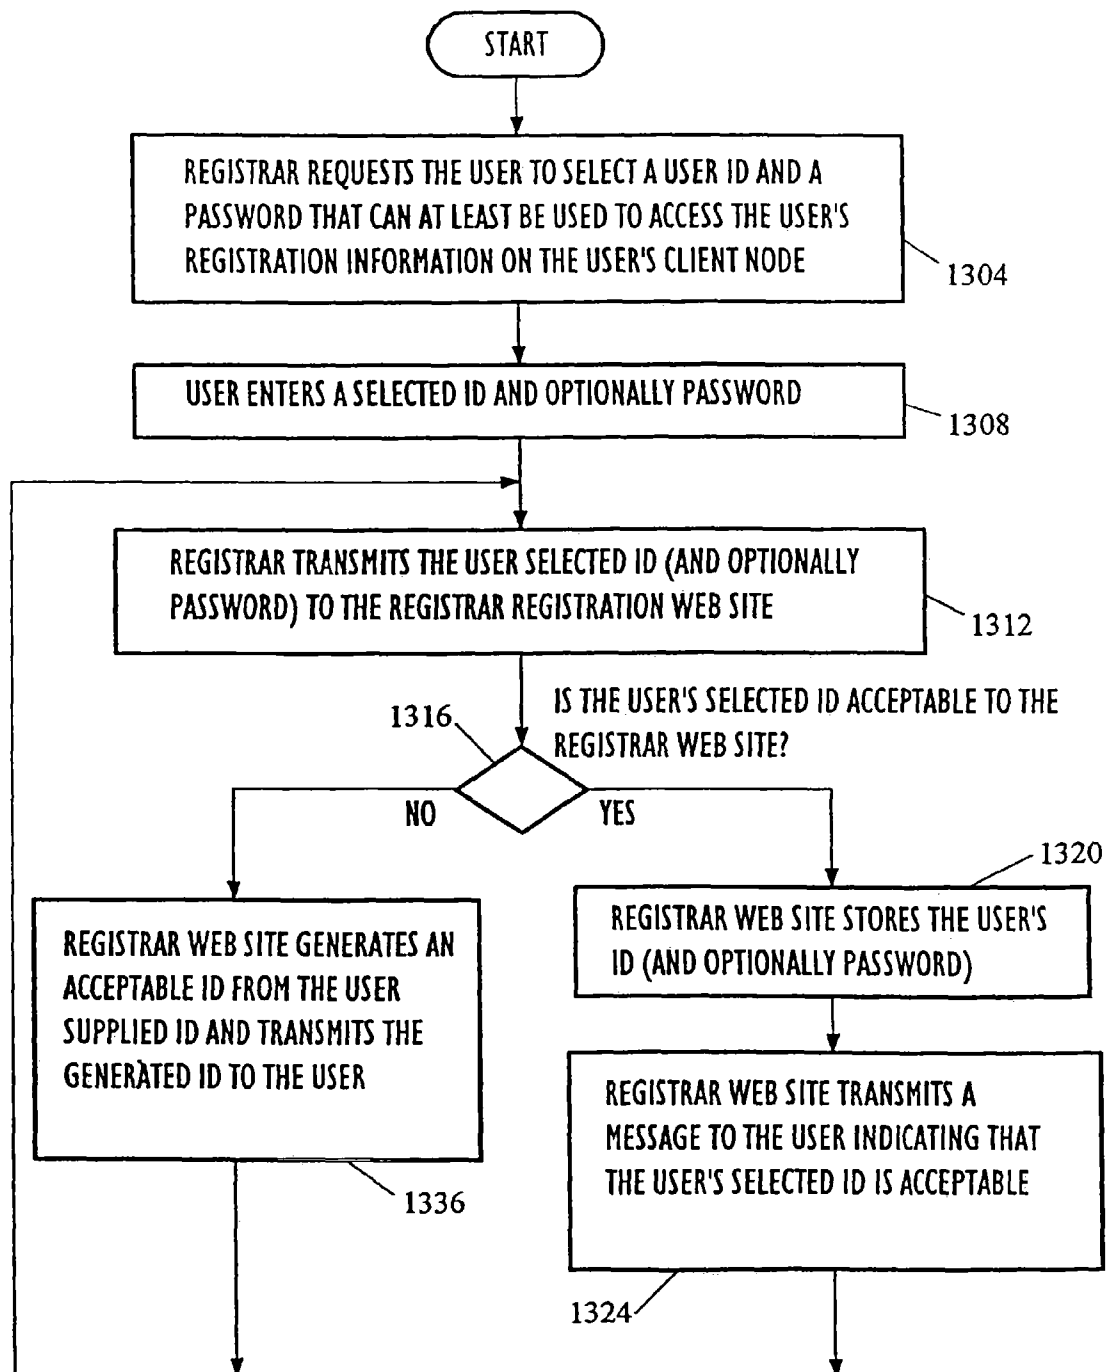 START
REGISTRAR REQUESTS THE USER TO SELECT A USER ID AND A
PASSWORD THAT CAN AT LEAST BE USED TO ACCESS THE USER'S
REGISTRATION INFORMATION ON THE USER'S CLIENT NODE
1304
USER ENTERS A SELECTED ID AND OPTIONALLY PASSWORD
1308
REGISTRAR TRANSMITS THE USER SELECTED ID (AND OPTIONALLY
PASSWORD) TO THE REGISTRAR REGISTRATION WEB SITE
1312
IS THE USER'S SELECTED ID ACCEPTABLE TO THE
REGISTRAR WEB SITE?
1316
NO
YES
1320
REGISTRAR WEB SITE STORES THE USER'S
ID (AND OPTIONALLY PASSWORD)
REGISTRAR WEB SITE GENERATES AN
ACCEPTABLE ID FROM THE USER
SUPPLIED ID AND TRANSMITS THE
GENERATED ID TO THE USER
1336
REGISTRAR WEB SITE TRANSMITS A
MESSAGE TO THE USER INDICATING THAT
THE USER'S SELECTED ID IS ACCEPTABLE
1324